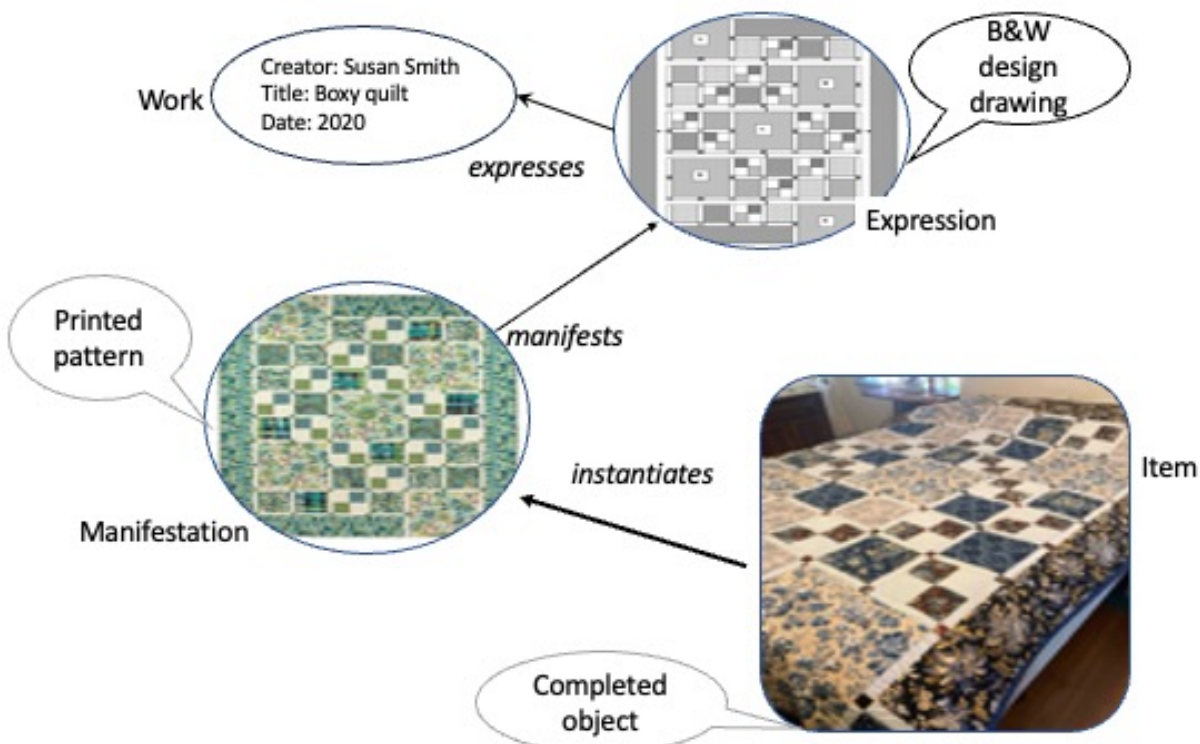 Work
Creator: Susan Smith
Title: Boxy quilt
Date: 2020
B&W
design
drawing
expresses
Expression
Printed
pattern
manifests
Manifestation
instantiates
Item
Completed
object